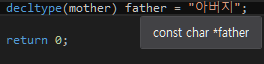 decltype(mother) father = "아버지";
const char *father
return 0;